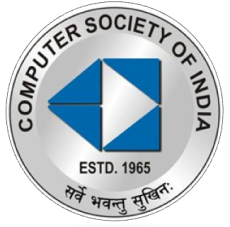 COMPUTER SOCIETY OF INDIA
ESTD. 1965
सर्वे भवन्तु सुखिनः